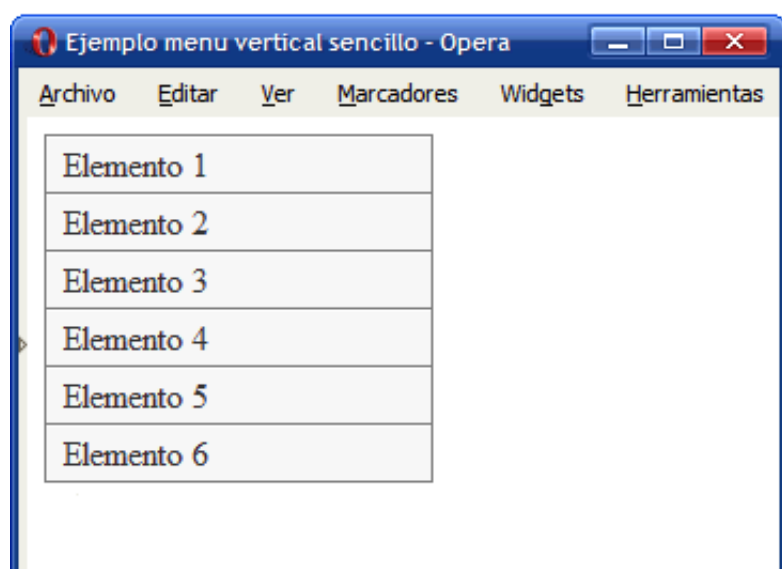 Ejemplo menu vertical sencillo - Opera
Archivo Editar Ver Marcadores Widgets Herramientas
Elemento 1
Elemento 2
Elemento 3
Elemento 4
Elemento 5
Elemento 6